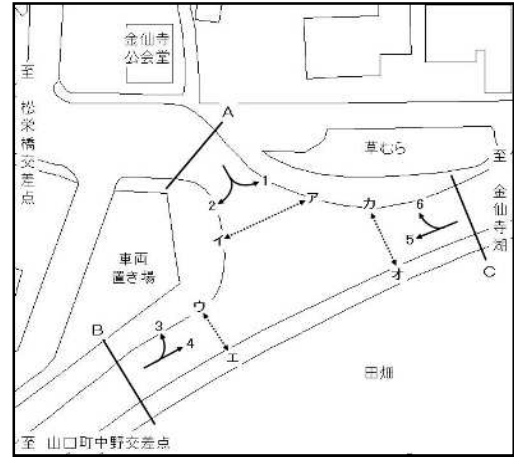 金仙寺
公会堂
至
松栄橋交差点
A
草むら
至
金仙寺湖
1
2
ア
イ
カ
6
5
オ
C
車両
置き場
ウ
B
3
4
エ
田畑
至 山口町中野交差点